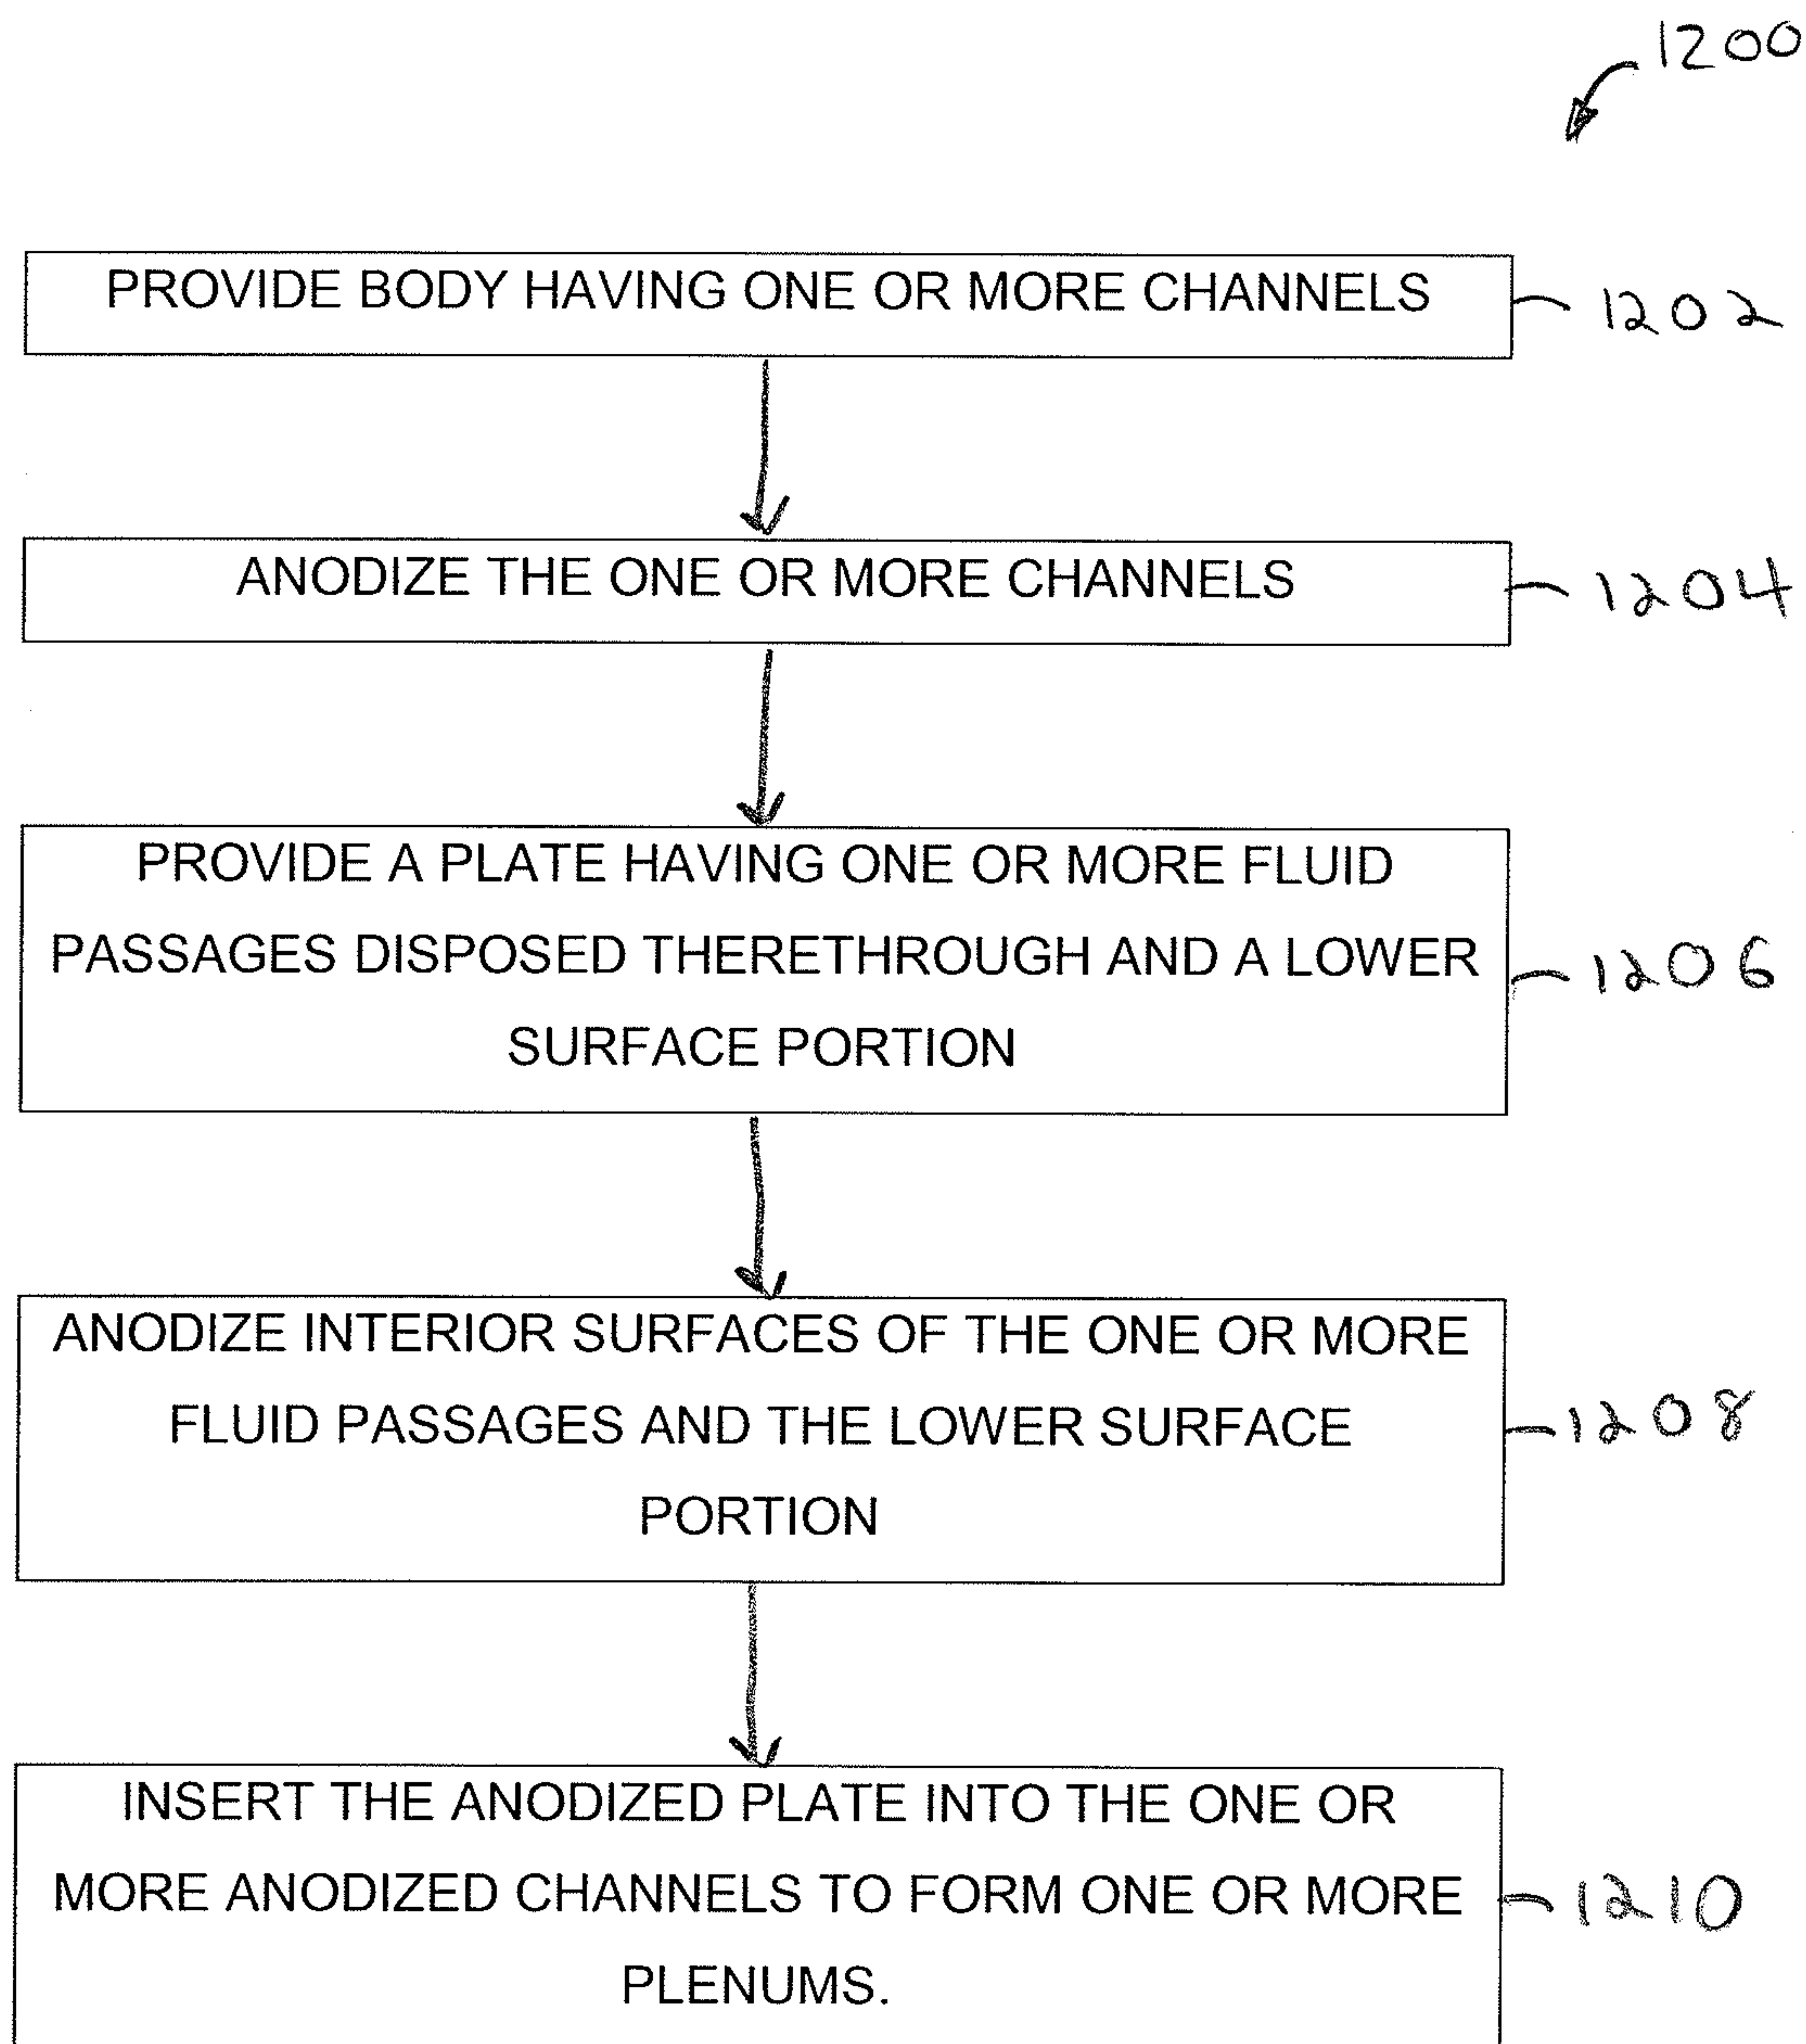 1200
PROVIDE BODY HAVING ONE OR MORE CHANNELS
1202
ANODIZE THE ONE OR MORE CHANNELS
1204
PROVIDE A PLATE HAVING ONE OR MORE FLUID
PASSAGES DISPOSED THERETHROUGH AND A LOWER
SURFACE PORTION
1206
ANODIZE INTERIOR SURFACES OF THE ONE OR MORE
FLUID PASSAGES AND THE LOWER SURFACE
PORTION
1208
INSERT THE ANODIZED PLATE INTO THE ONE OR
MORE ANODIZED CHANNELS TO FORM ONE OR MORE
PLENUMS.
1210